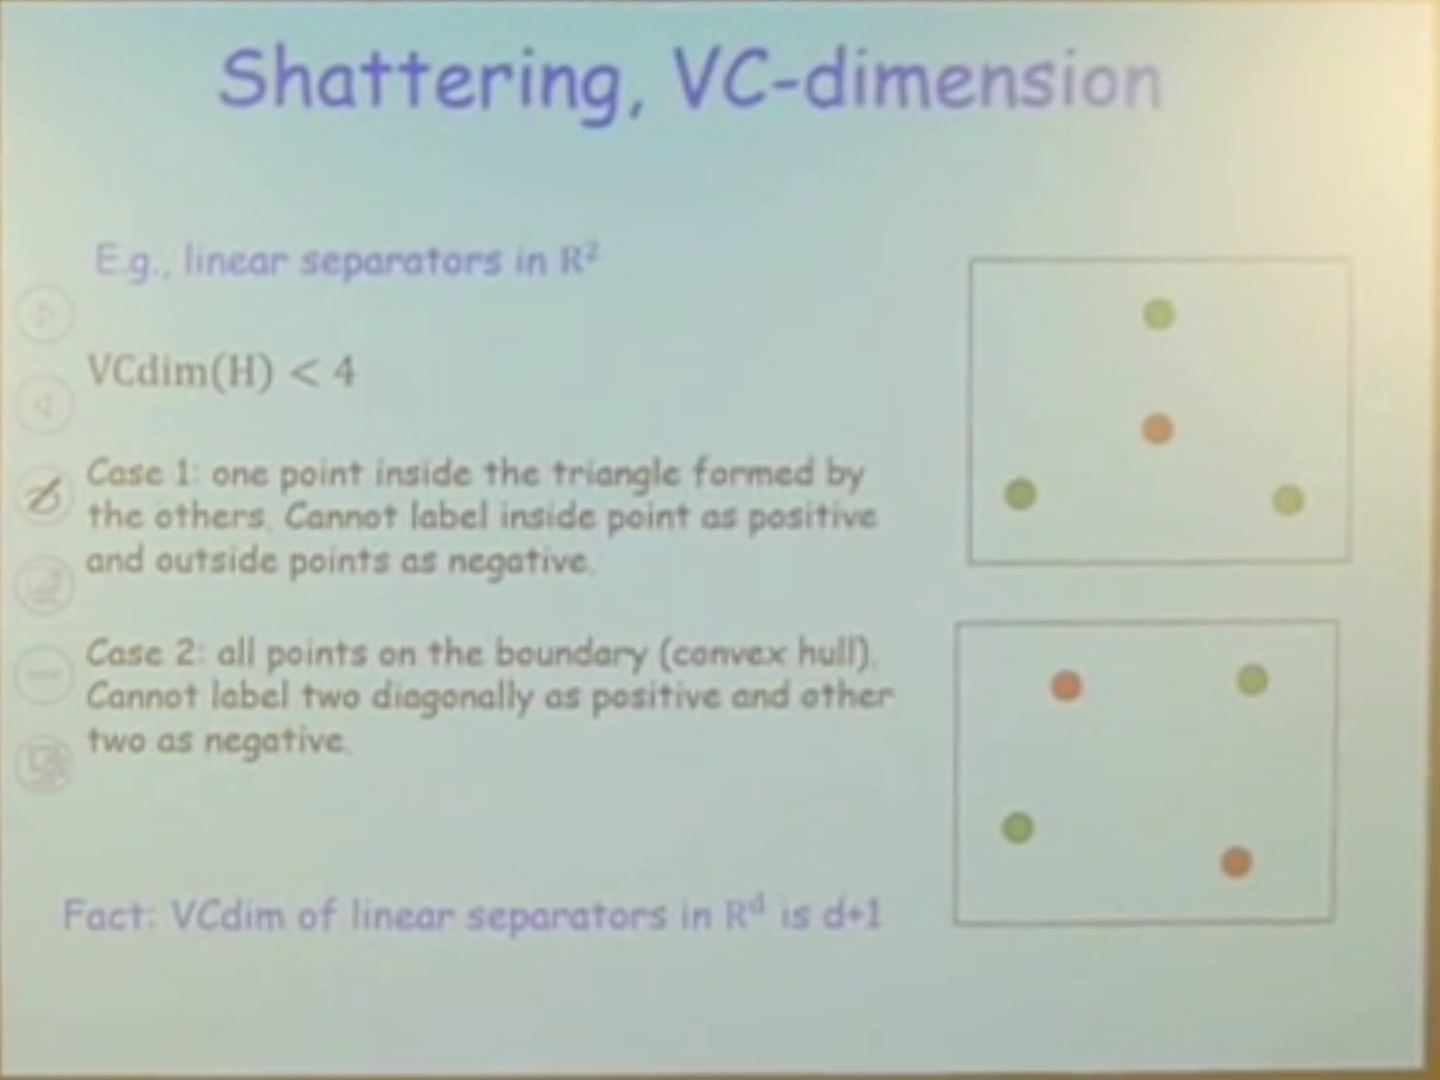 Shattering, VC-dimension
E.g., linear separators in R²
VCdim(H) < 4
Case 1: one point inside the triangle formed by
the others. Cannot label inside point as positive
and outside points as negative.
Case 2: all points on the boundary (convex hull).
Cannot label two diagonally as positive and other
two as negative.
Fact: VCdim of linear separators in Rᵈ is d+1